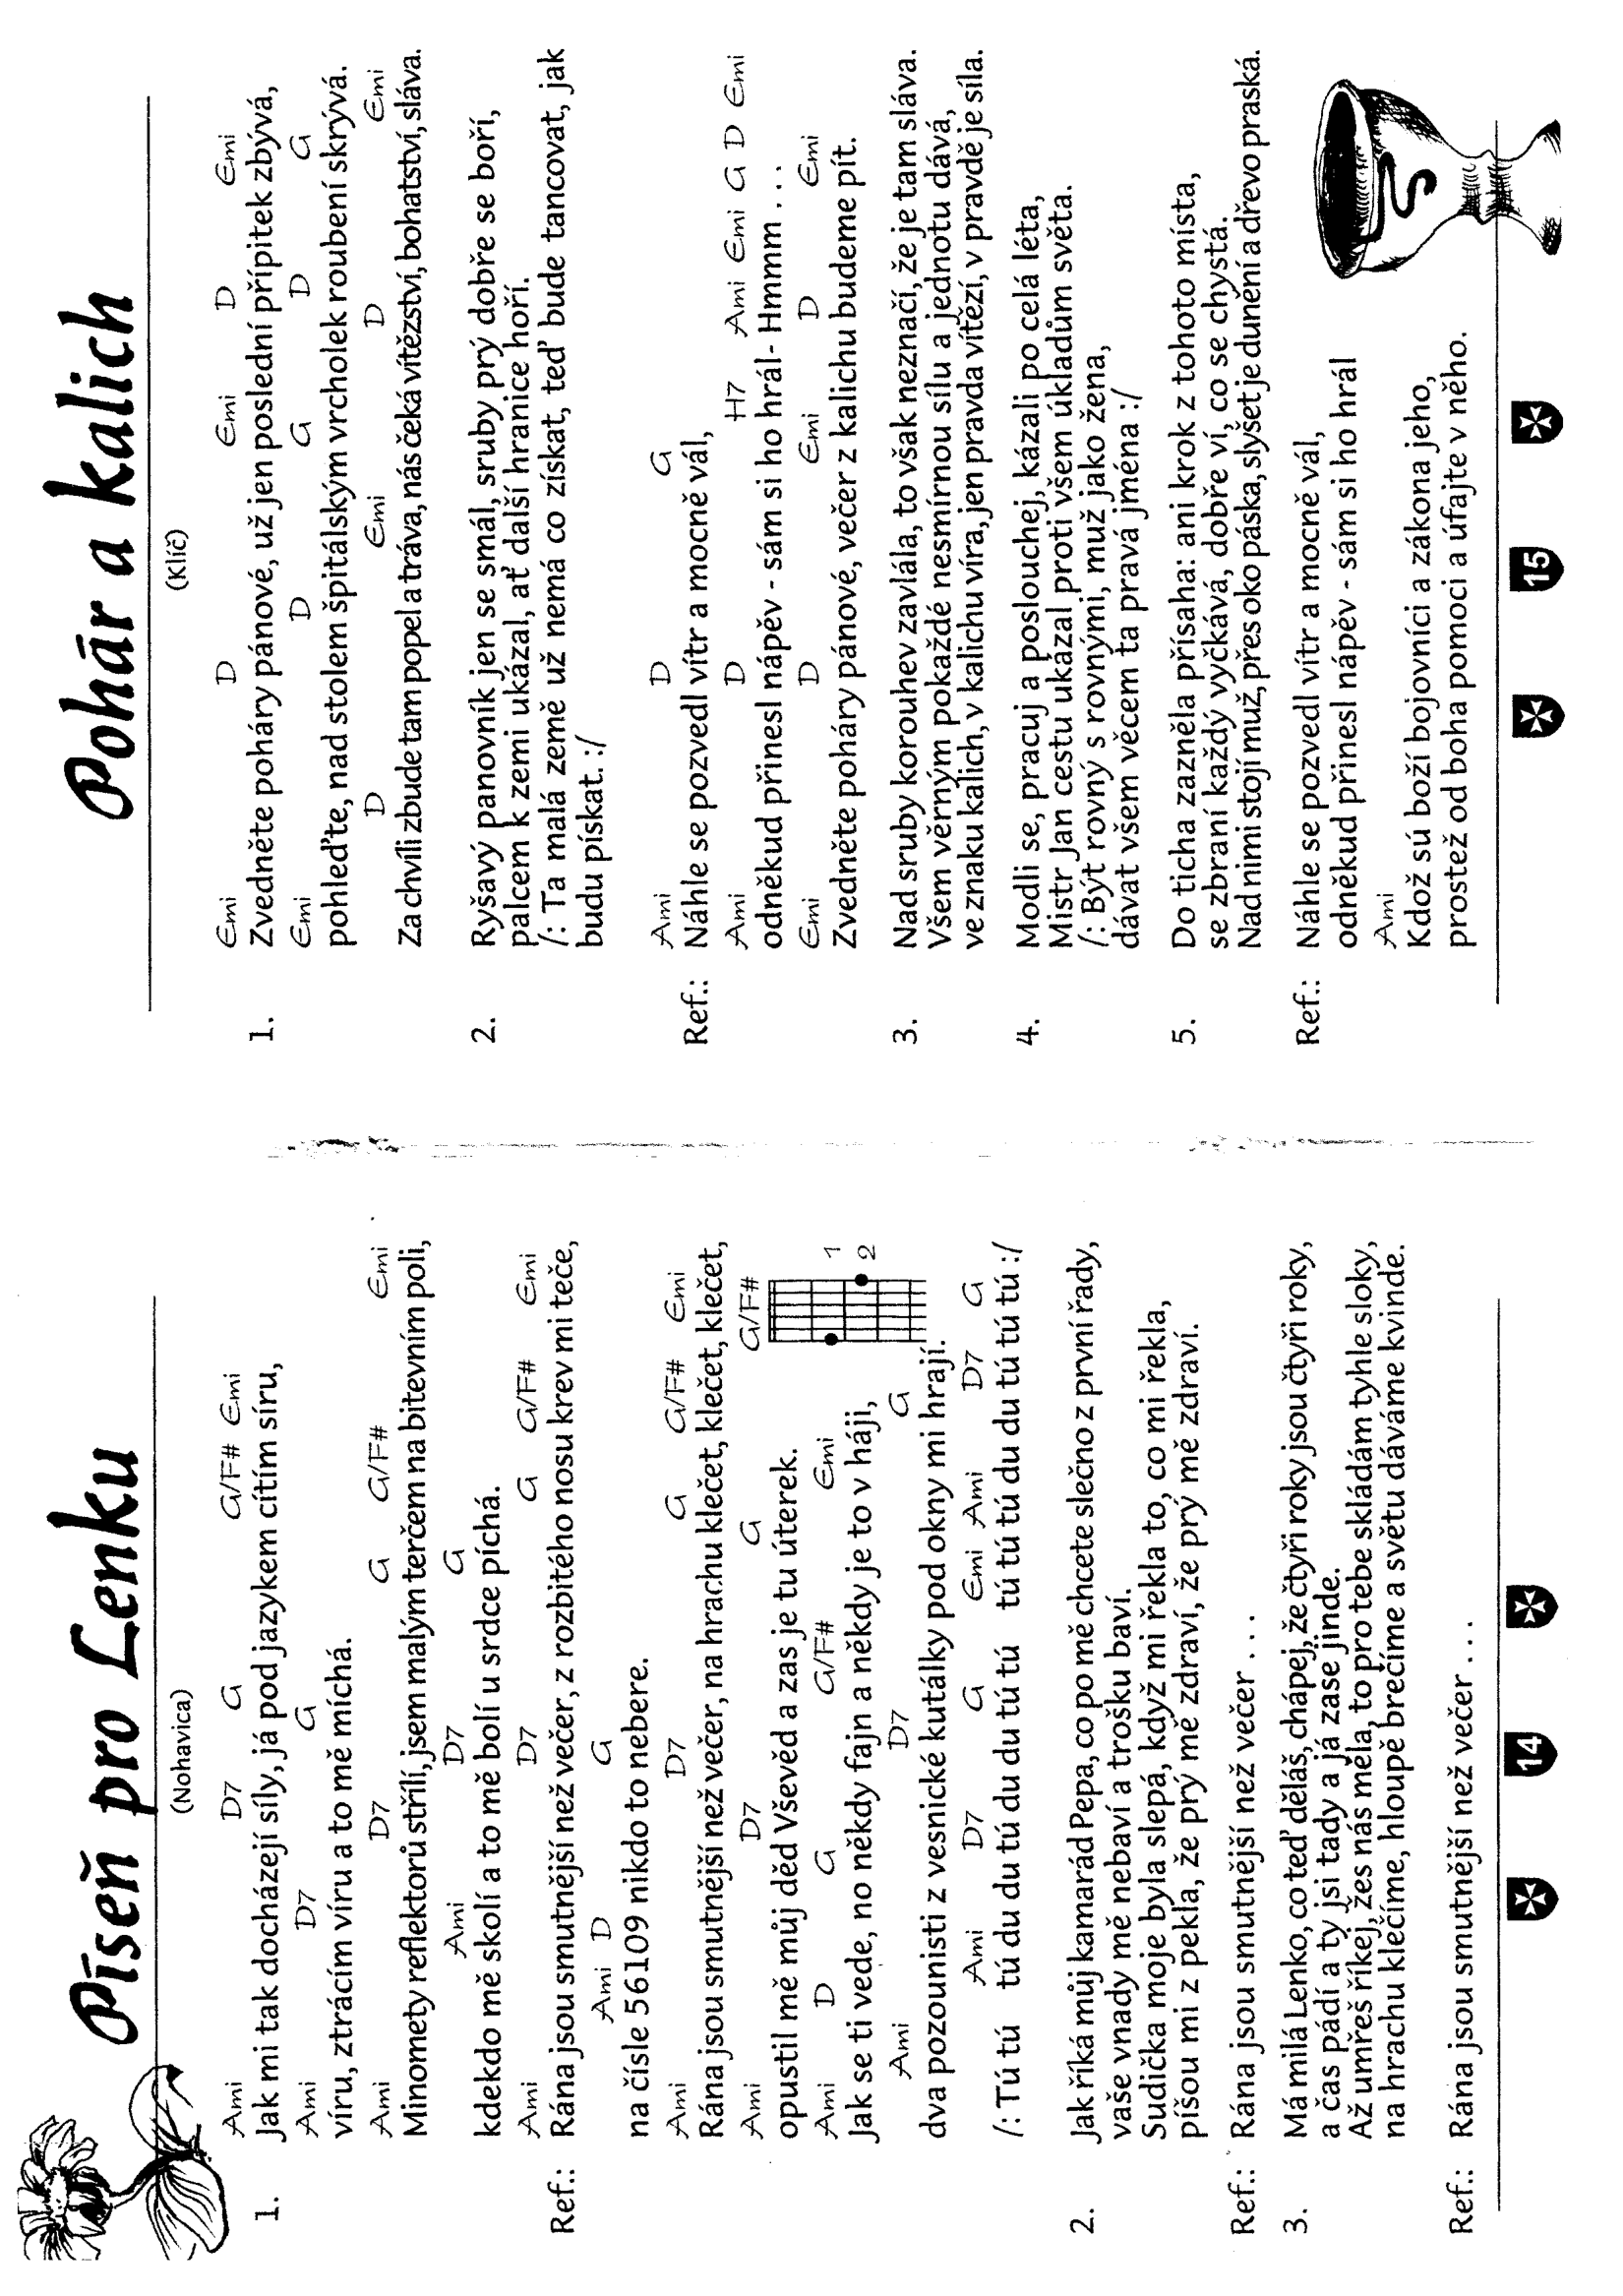 Píseň pro Lenku
(Nohavica)
Ami D7 G G/F# Emi
1. Jak mi tak docházejí síly, já pod jazykem cítím síru,
Ami D7 G
víru, ztrácím víru a to mě míchá.
Ami D7 G G/F# Emi
Minomety reflektorů střílí, jsem malým terčem na bitevním poli,
Ami D7 G
kdekdo mě školí a to mě bolí u srdce píchá.
Ami D7 G G/F# Emi
Ref.: Rána jsou smutnější než večer, z rozbitého nosu krev mi teče,
Ami D G
na čísle 56109 nikdo to nebere.
Ami D7 G G/F# Emi
Rána jsou smutnější než večer, na hrachu klečet, klečet, klečet,
Ami D7 G G/F#
opustil mě můj děd Vševěd a zas je tu úterek.
Ami D G G/F# Emi
Jak se ti vede, no někdy fajn a někdy je to v háji,
1 2
Ami D7 G
dva pozounisti z vesnické kutálky pod okny mi hrají.
Ami D7 G Emi Ami D7 G
/: Tú tú tú du du tú du du du tú tú tú tú tú du du du tú tú tú :/
2. Jak říká můj kamarád Pepa, co po mě chcete slečno z první řady,
vaše vnady mě nebaví a trošku baví.
Sudička moje byla slepá, když mi řekla to, co mi řekla,
píšou mi z pekla, že prý mě zdraví, že prý mě zdraví.
Ref.: Rána jsou smutnější než večer . . .
3. Má milá Lenko, co teď děláš, chápej, že čtyři roky jsou čtyři roky,
a čas pádí a ty jsi tady a já zase jinde.
Až umřeš říkej, žes nás měla, to pro tebe skládám tyhle sloky,
na hrachu klečíme, hloupě brečíme a světu dáváme kvinde.
Ref.: Rána jsou smutnější než večer . . .
14
Pohár a kalich
(Klíč)
Emi D Emi D Emi
1. Zvedněte poháry pánové, už jen poslední přípitek zbývá,
Emi D G D G
pohleďte, nad stolem špitálským vrcholek roubení skrývá.
D Emi D Emi
Za chvíli zbude tam popel a tráva, nás čeká vítězství, bohatství, sláva.
2. Ryšavý panovník jen se smál, sruby prý dobře se boří,
palcem k zemi ukázal, ať další hranice hoří.
/: Ta malá země už nemá co získat, teď bude tancovat, jak
budu pískat. :/
Ami D G
Ref.: Náhle se pozvedl vítr a mocně vál,
Ami D H7 Ami Emi G D Emi
odněkud přinesl nápěv - sám si ho hrál- Hmmm . . .
Emi D Emi D Emi
Zvedněte poháry pánové, večer z kalichu budeme pít.
3. Nad sruby korouhev zavlála, to však neznačí, že je tam sláva.
Všem věrným pokaždé nesmírnou sílu a jednotu dává,
ve znaku kalich, v kalichu víra, jen pravda vítězí, v pravdě je síla.
4. Modli se, pracuj a poslouchej, kázali po celá léta,
Mistr Jan cestu ukázal proti všem úkladům světa.
/: Být rovný s rovnými, muž jako žena,
dávat všem věcem ta pravá jména :/
5. Do ticha zazněla přísaha: ani krok z tohoto místa,
se zbraní každý vyčkává, dobře ví, co se chystá.
Nad nimi stojí muž, přes oko páska, slyšet je dunění a dřevo praská.
Ref.: Náhle se pozvedl vítr a mocně vál,
odněkud přinesl nápěv - sám si ho hrál
Ami
Kdož sú boží bojovníci a zákona jeho,
prostež od boha pomoci a úfajte v něho.
15